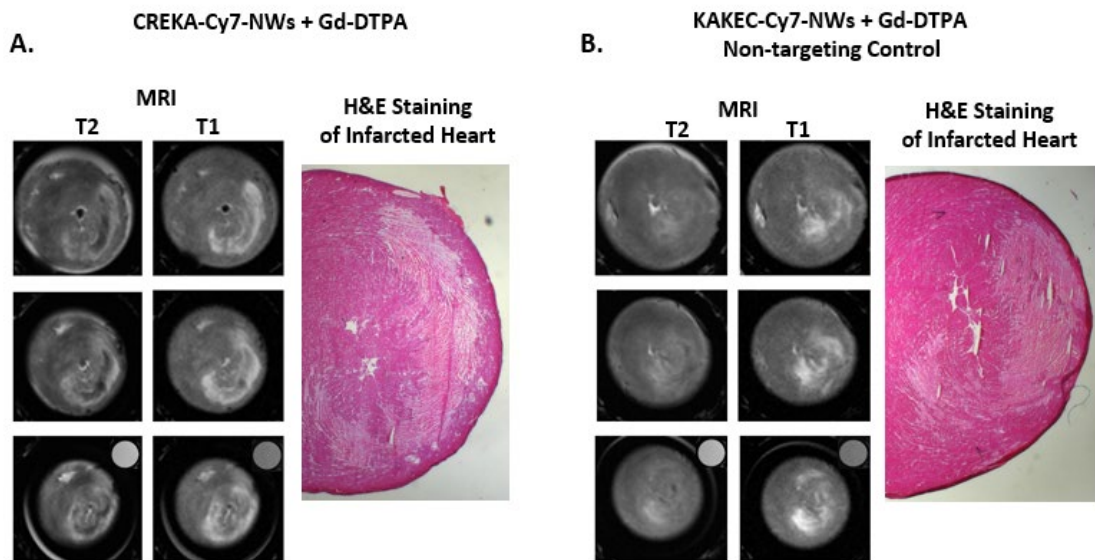 CREKA-Cy7-NWs + Gd-DTPA
A.
MRI
T2 T1
H&E Staining
of Infarcted Heart
KAKEC-Cy7-NWs + Gd-DTPA
Non-targeting Control
B.
MRI
T2 T1
H&E Staining
of Infarcted Heart